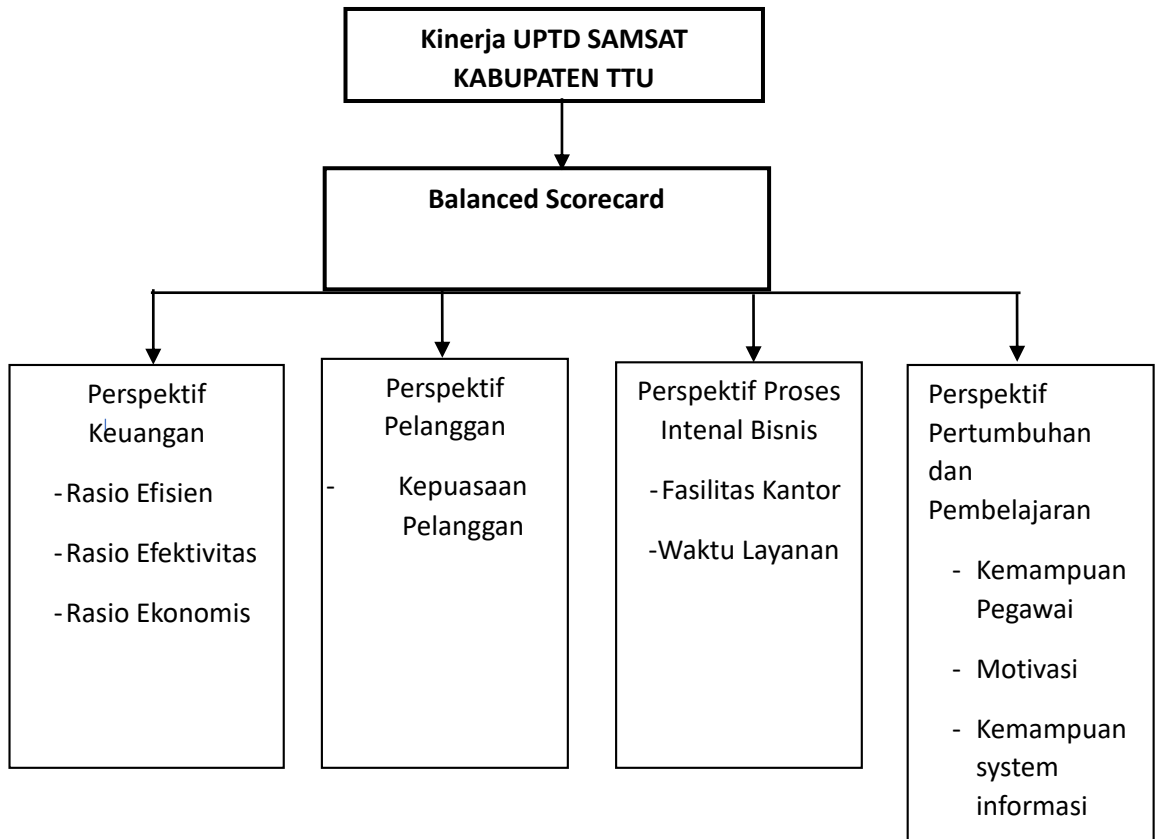 Kinerja UPTD SAMSAT
KABUPATEN TTU
Balanced Scorecard
Perspektif
Keuangan
-Rasio Efisien
-Rasio Efektivitas
-Rasio Ekonomis
Perspektif
Pelanggan
- Kepuasaan
Pelanggan
Perspektif Proses
Intenal Bisnis
-Fasilitas Kantor
-Waktu Layanan
Perspektif
Pertumbuhan
dan
Pembelajaran
- Kemampuan
Pegawai
- Motivasi
- Kemampuan
system
informasi